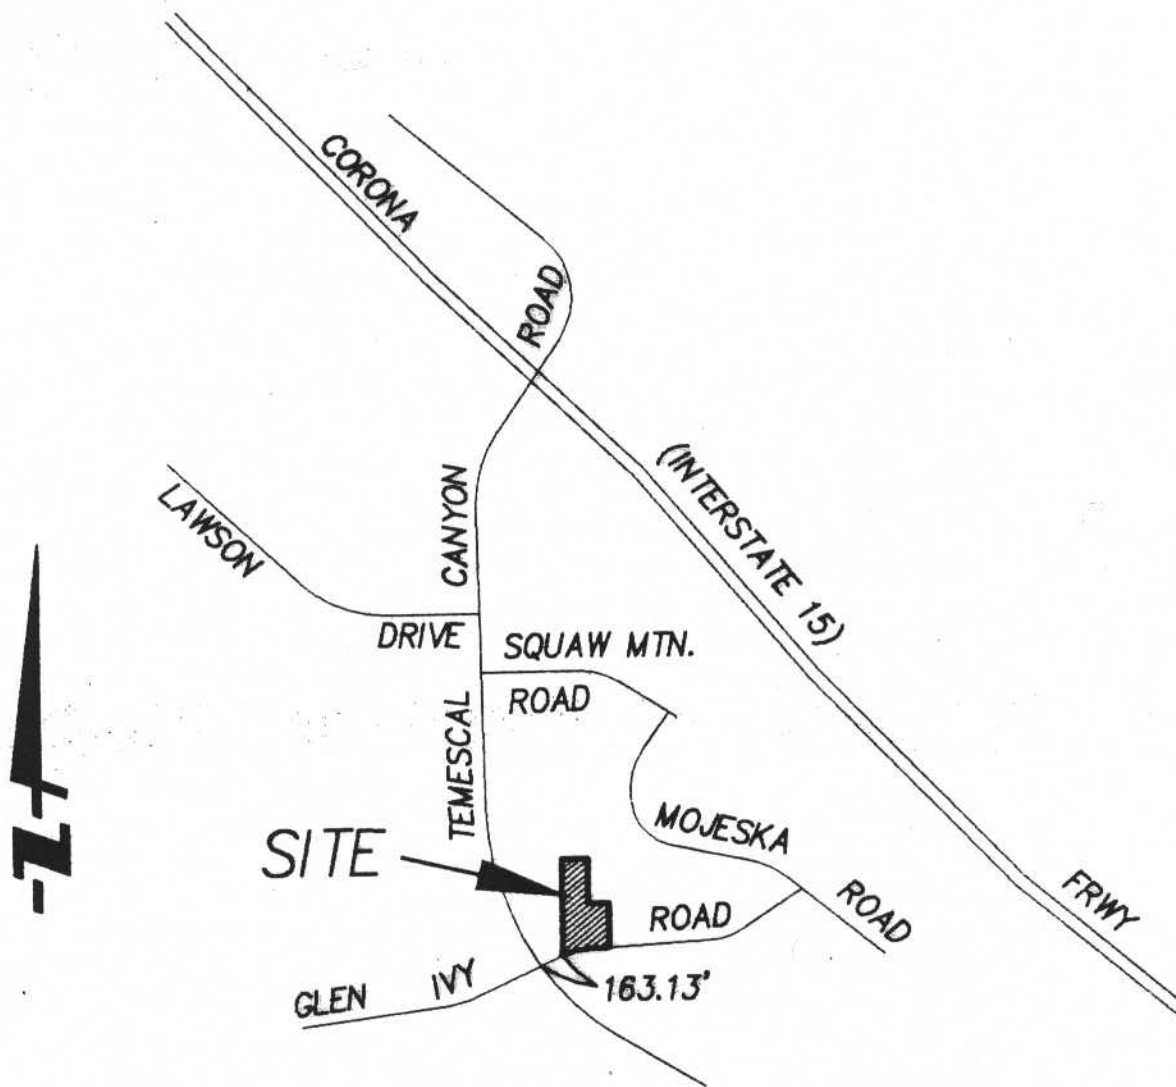 CORONA
ROAD
(INTERSTATE 15)
CANYON
LAWSON
DRIVE
SQUAW MTN.
ROAD
TEMESCAL
MOJESKA
SITE
ROAD
ROAD
FRWY
GLEN
IVY
163.13'
N